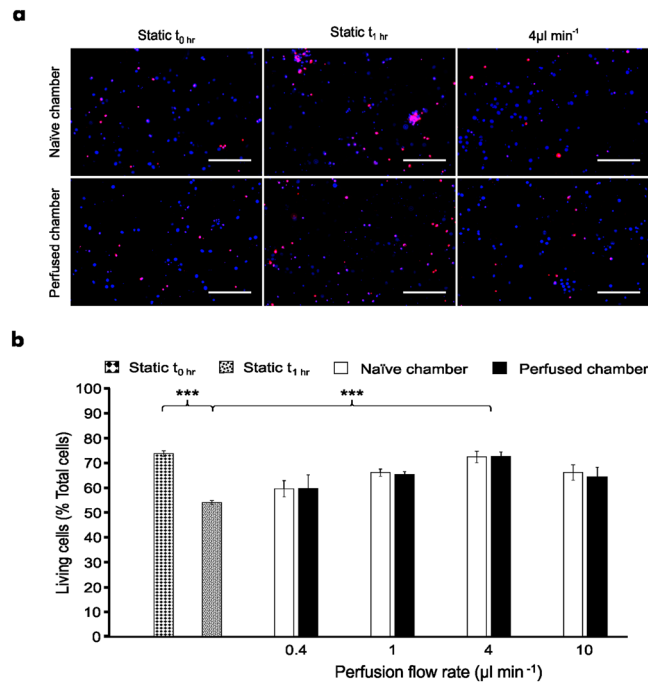 a
Static t0 hr Static t1 hr 4µl min-1
Naïve chamber
Perfused chamber
b
Static t0 hr Static t1 hr Naïve chamber Perfused chamber
*** ***
Living cells (% Total cells)
100
90
80
70
60
50
40
30
20
10
0
0.4 1 4 10
Perfusion flow rate (µl min-1)